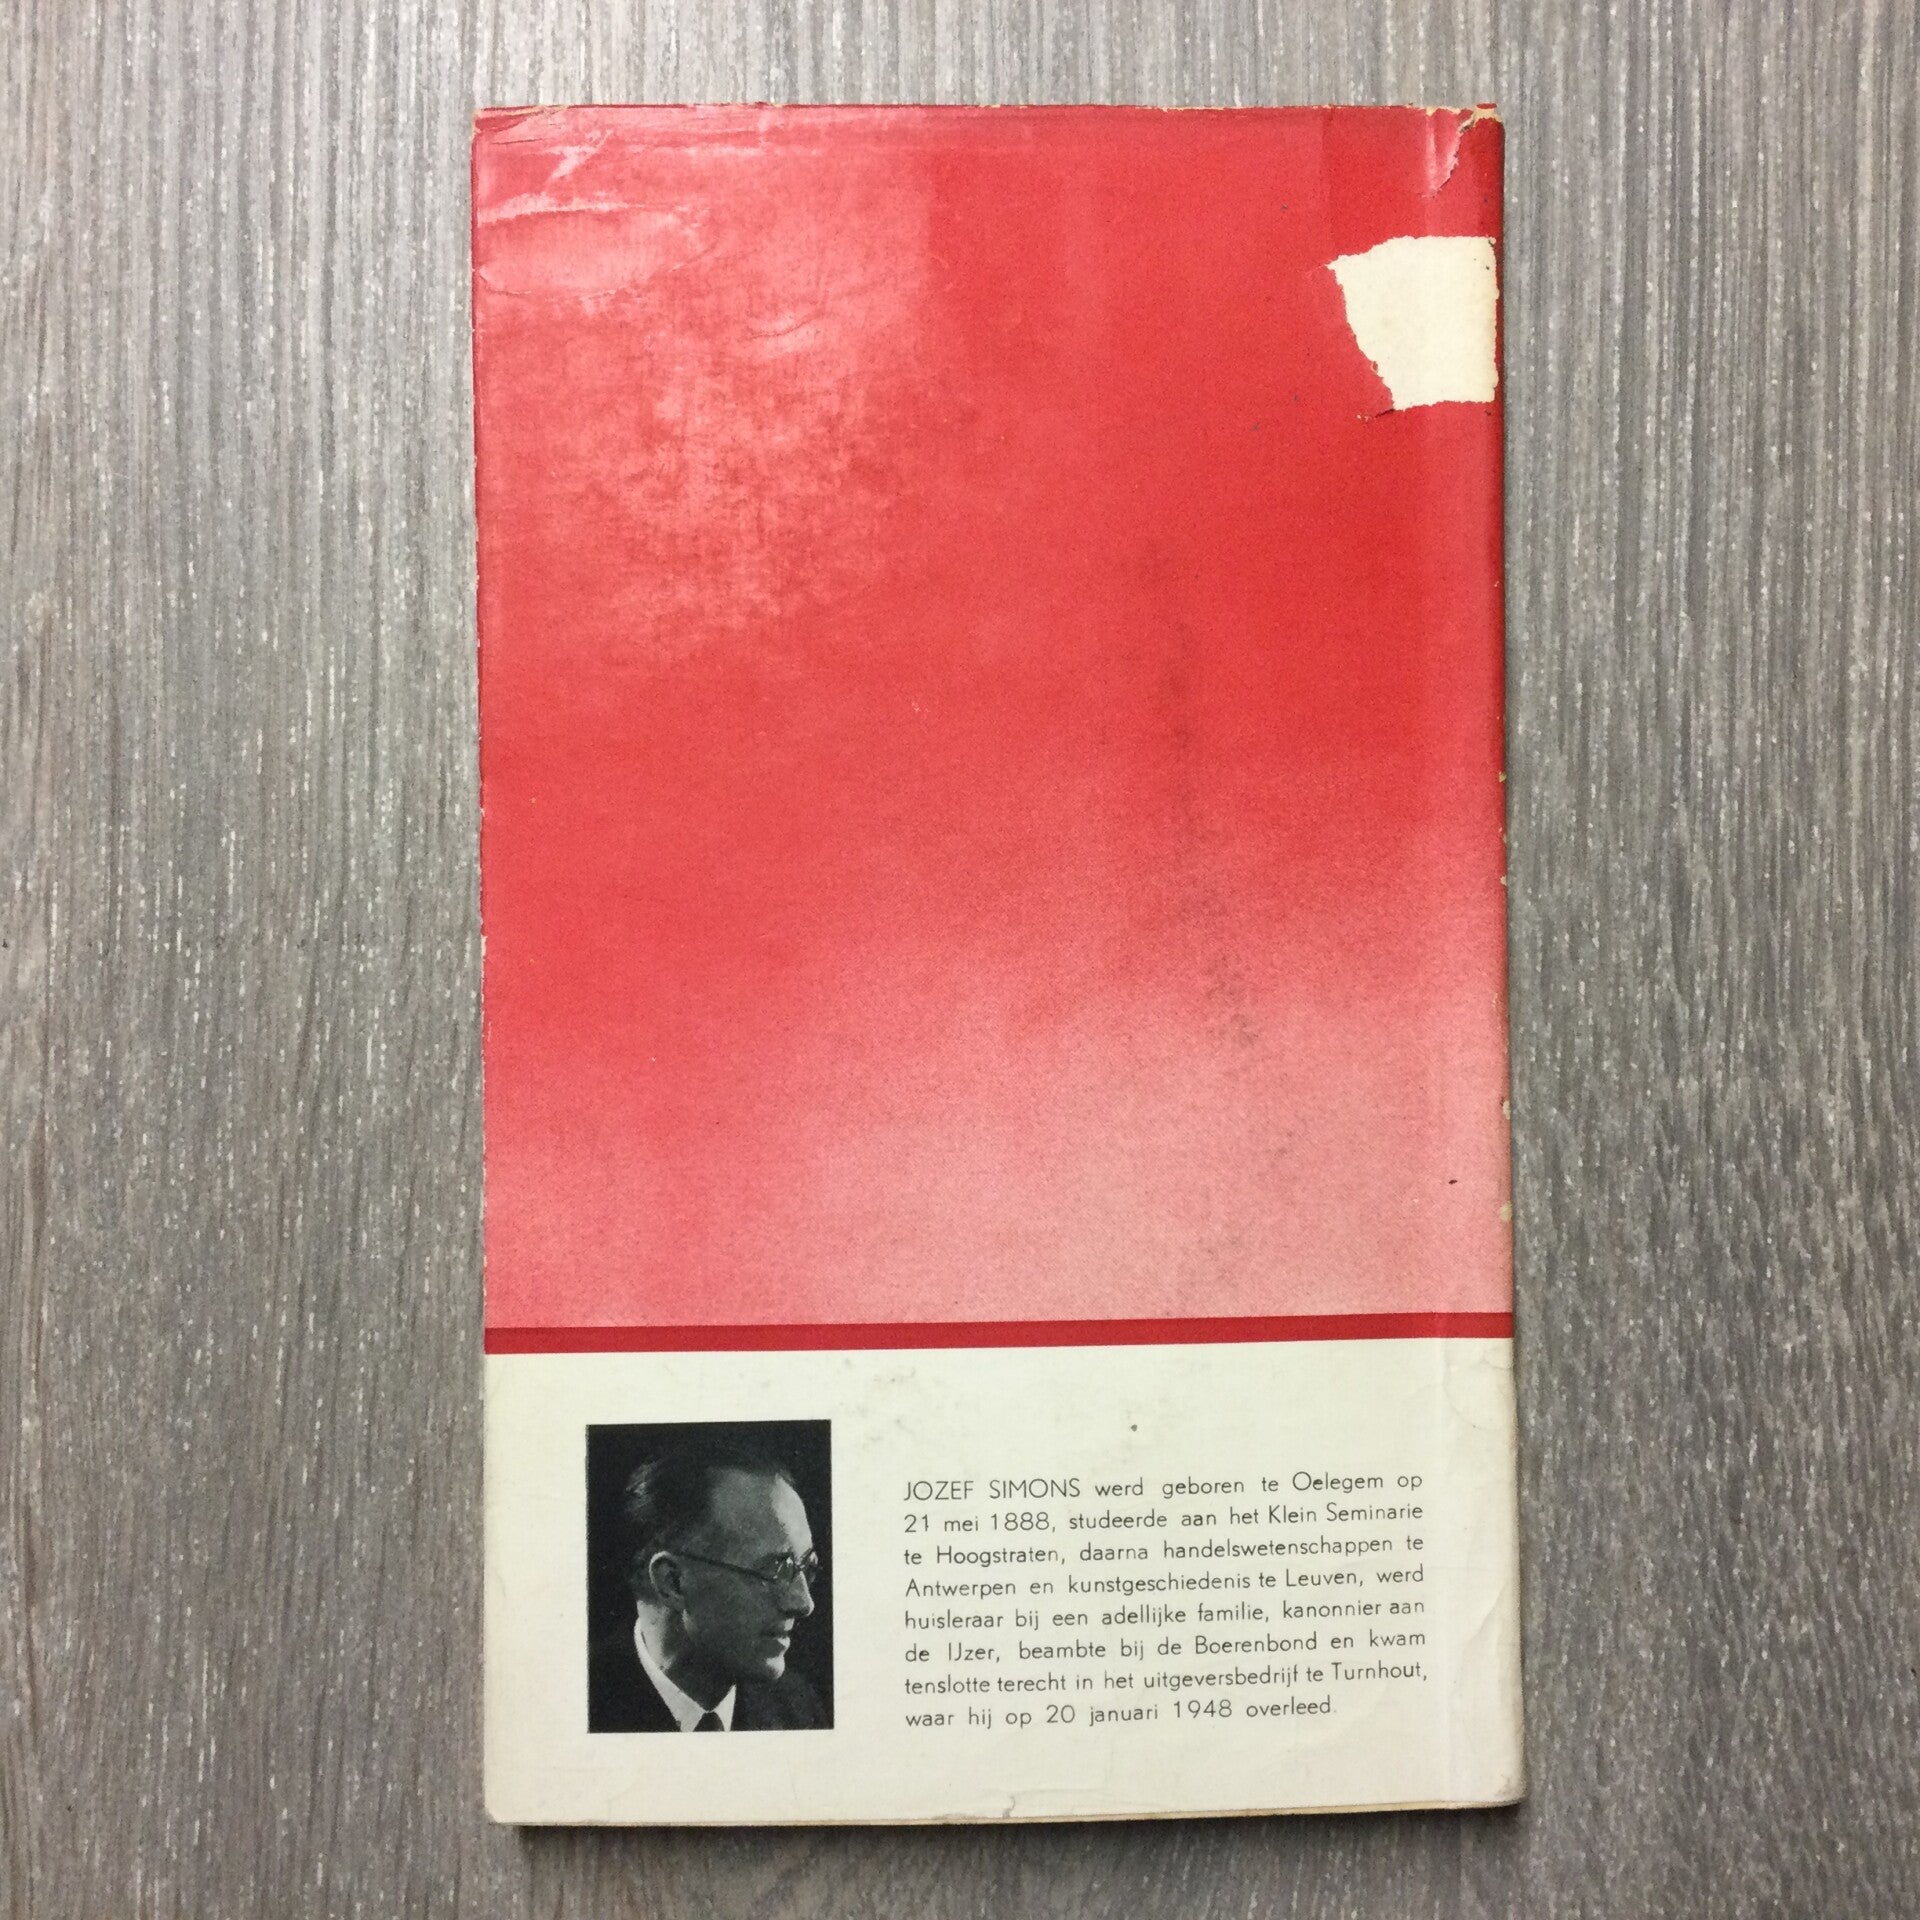 JOZEF SIMONS werd geboren te Oelegem op
21 mei 1888, studeerde aan het Klein Seminarie
te Hoogstraten, daarna handelswetenschappen te
Antwerpen en kunstgeschiedenis te Leuven, werd
huisleraar bij een adellijke familie, kanonnier aan
de IJzer, beambte bij de Boerenbond en kwam
tenslotte terecht in het uitgeversbedrijf te Turnhout,
waar hij op 20 januari 1948 overleed.